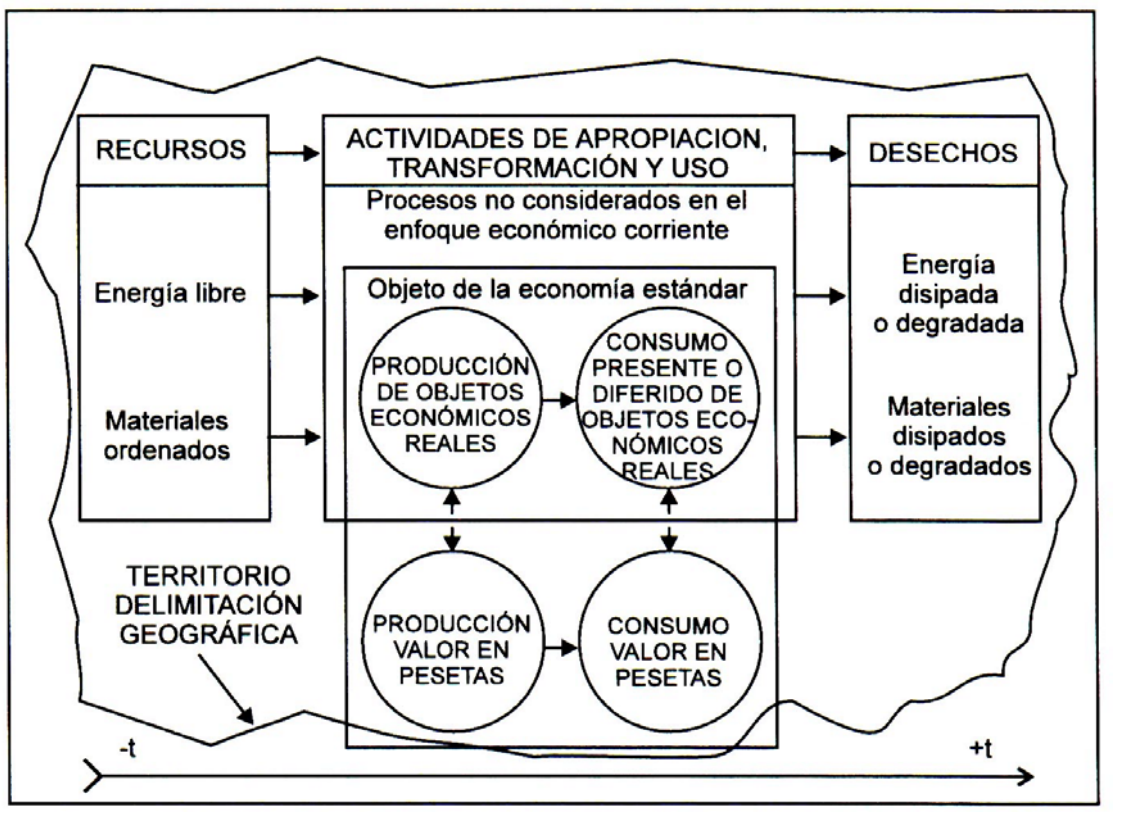 RECURSOS
ACTIVIDADES DE APROPIACION,
TRANSFORMACIÓN Y USO
DESECHOS
Procesos no considerados en el
enfoque económico corriente
Energía libre
Materiales
ordenados
Objeto de la economía estándar
PRODUCCIÓN
DE OBJETOS
ECONÓMICOS
REALES
CONSUMO
PRESENTE O
DIFERIDO DE
OBJETOS ECO-
NÓMICOS
REALES
Energía
disipada
o degradada
Materiales
disipados
o degradados
TERRITORIO
DELIMITACIÓN
GEOGRÁFICA
PRODUCCIÓN
VALOR EN
PESETAS
CONSUMO
VALOR EN
PESETAS
-t
+t